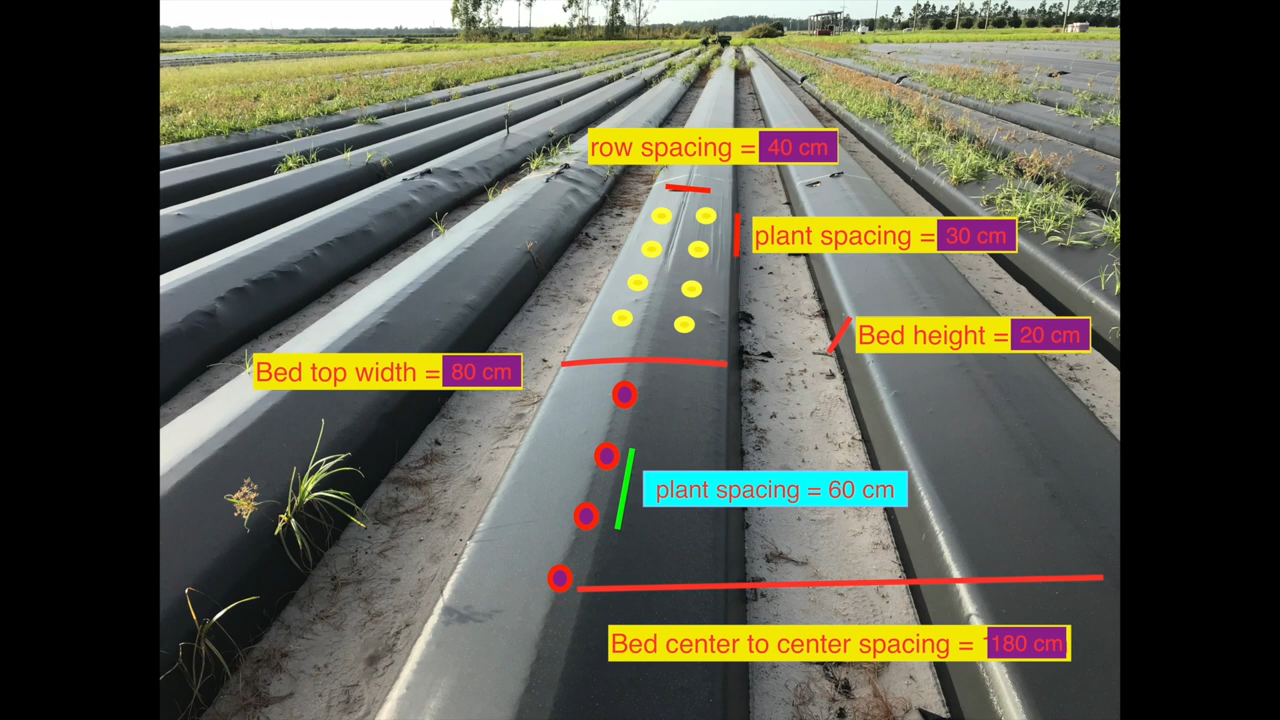 row spacing = 40 cm
plant spacing = 30 cm
Bed height = 20 cm
Bed top width = 80 cm
plant spacing = 60 cm
Bed center to center spacing = 180 cm